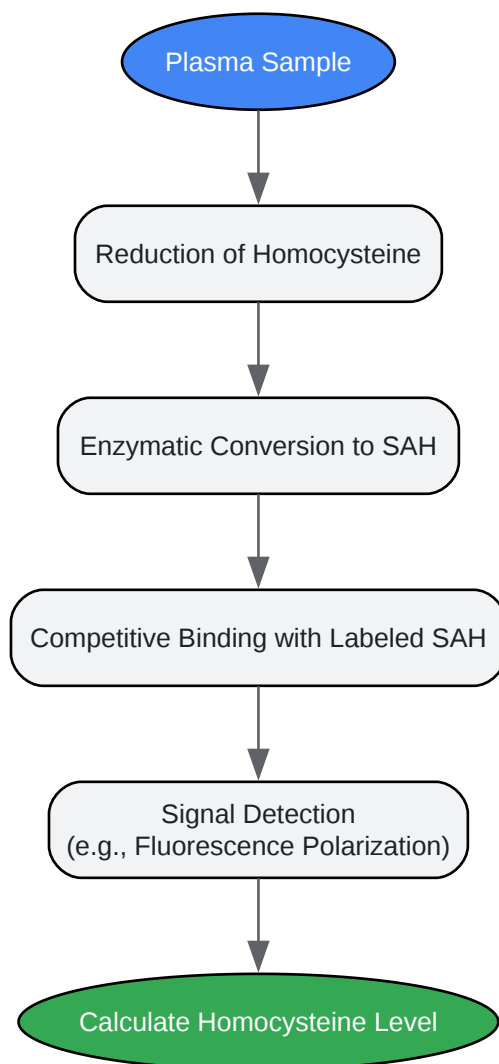 Plasma Sample
Reduction of Homocysteine
Enzymatic Conversion to SAH
Competitive Binding with Labeled SAH
Signal Detection
(e.g., Fluorescence Polarization)
Calculate Homocysteine Level